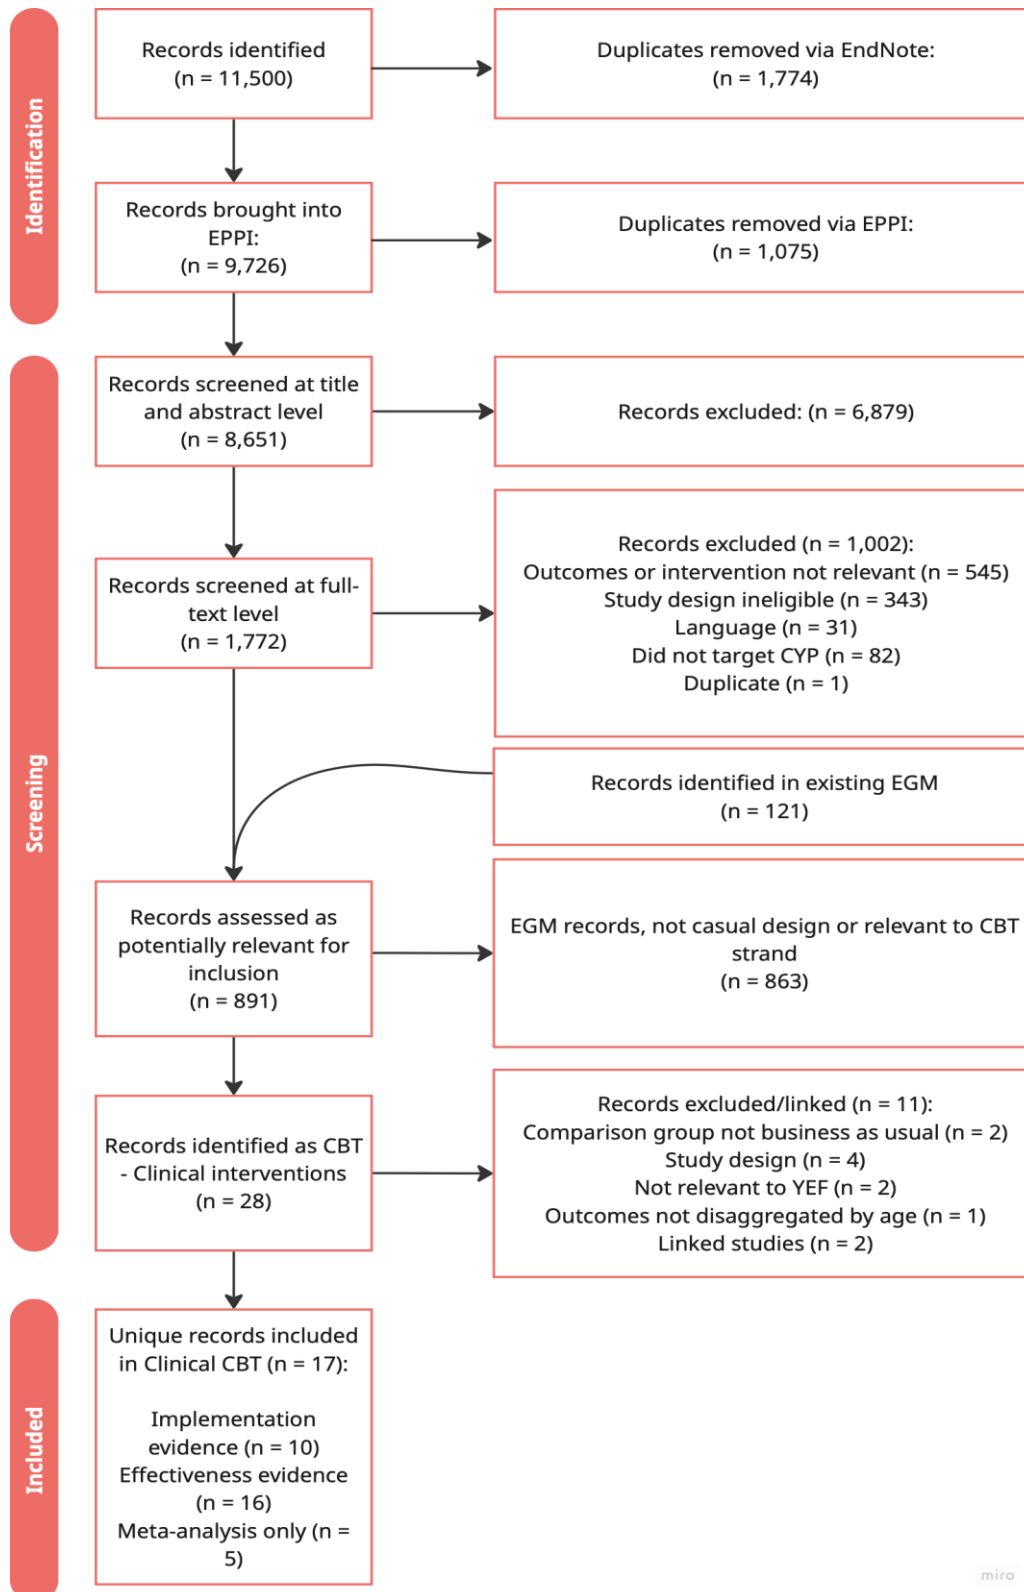 Identification
Records identified
(n = 11,500)
Duplicates removed via EndNote:
(n = 1,774)
Records brought into
EPPI:
(n = 9,726)
Duplicates removed via EPPI:
(n = 1,075)
Screening
Records screened at title
and abstract level
(n = 8,651)
Records excluded: (n = 6,879)
Records screened at full-
text level
(n = 1,772)
Records excluded (n = 1,002):
Outcomes or intervention not relevant (n = 545)
Study design ineligible (n = 343)
Language (n = 31)
Did not target CYP (n = 82)
Duplicate (n = 1)
Records identified in existing EGM
(n = 121)
Records assessed as
potentially relevant for
inclusion
(n = 891)
EGM records, not casual design or relevant to CBT
strand
(n = 863)
Records identified as CBT
- Clinical interventions
(n = 28)
Records excluded/linked (n = 11):
Comparison group not business as usual (n = 2)
Study design (n = 4)
Not relevant to YEF (n = 2)
Outcomes not disaggregated by age (n = 1)
Linked studies (n = 2)
Included
Unique records included
in Clinical CBT (n = 17):
Implementation
evidence (n = 10)
Effectiveness evidence
(n = 16)
Meta-analysis only (n =
5)
miro